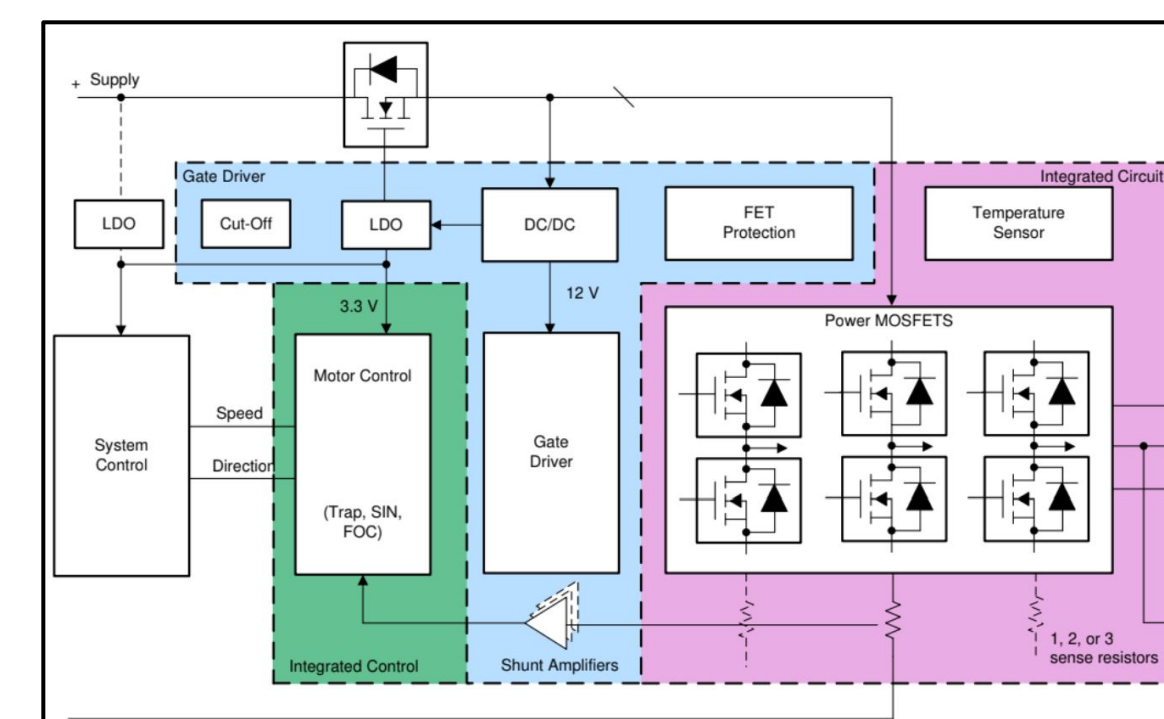 + Supply
Gate Driver
Integrated Circuit
LDO
Cut-Off
LDO
DC/DC
FET
Protection
Temperature
Sensor
3.3 V
12 V
Power MOSFETS
Motor Control
Speed
System
Control
Direction
Gate
Driver
(Trap, SIN,
FOC)
1, 2, or 3
sense resistors
Integrated Control
Shunt Amplifiers